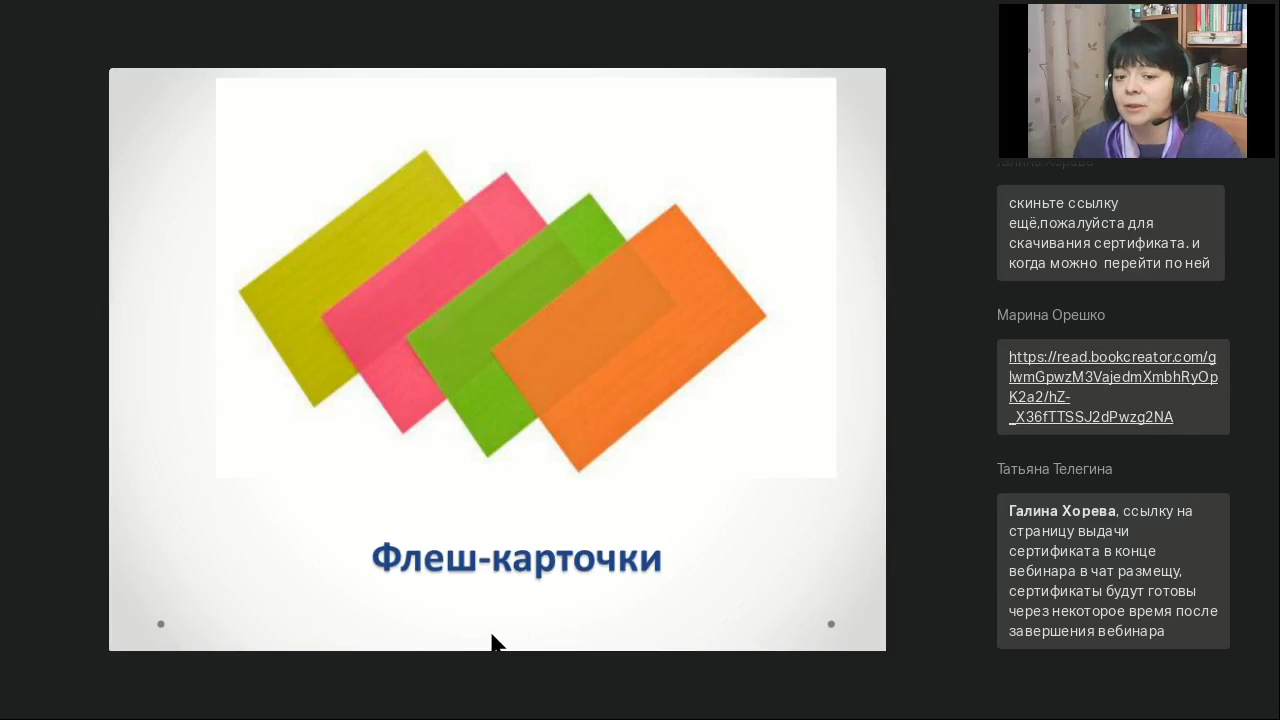 Флеш-карточки
Галина Хорева
скиньте ссылку
ещё,пожалуйста для
скачивания сертификата. и
когда можно перейти по ней
Марина Орешко
https://read.bookcreator.com/g
lwmGpwzM3VajedmXmbhRyOp
K2a2/hZ-
_X36fTTSSJ2dPwzg2NA
Татьяна Телегина
Галина Хорева, ссылку на
страницу выдачи
сертификата в конце
вебинара в чат размещу,
сертификаты будут готовы
через некоторое время после
завершения вебинара